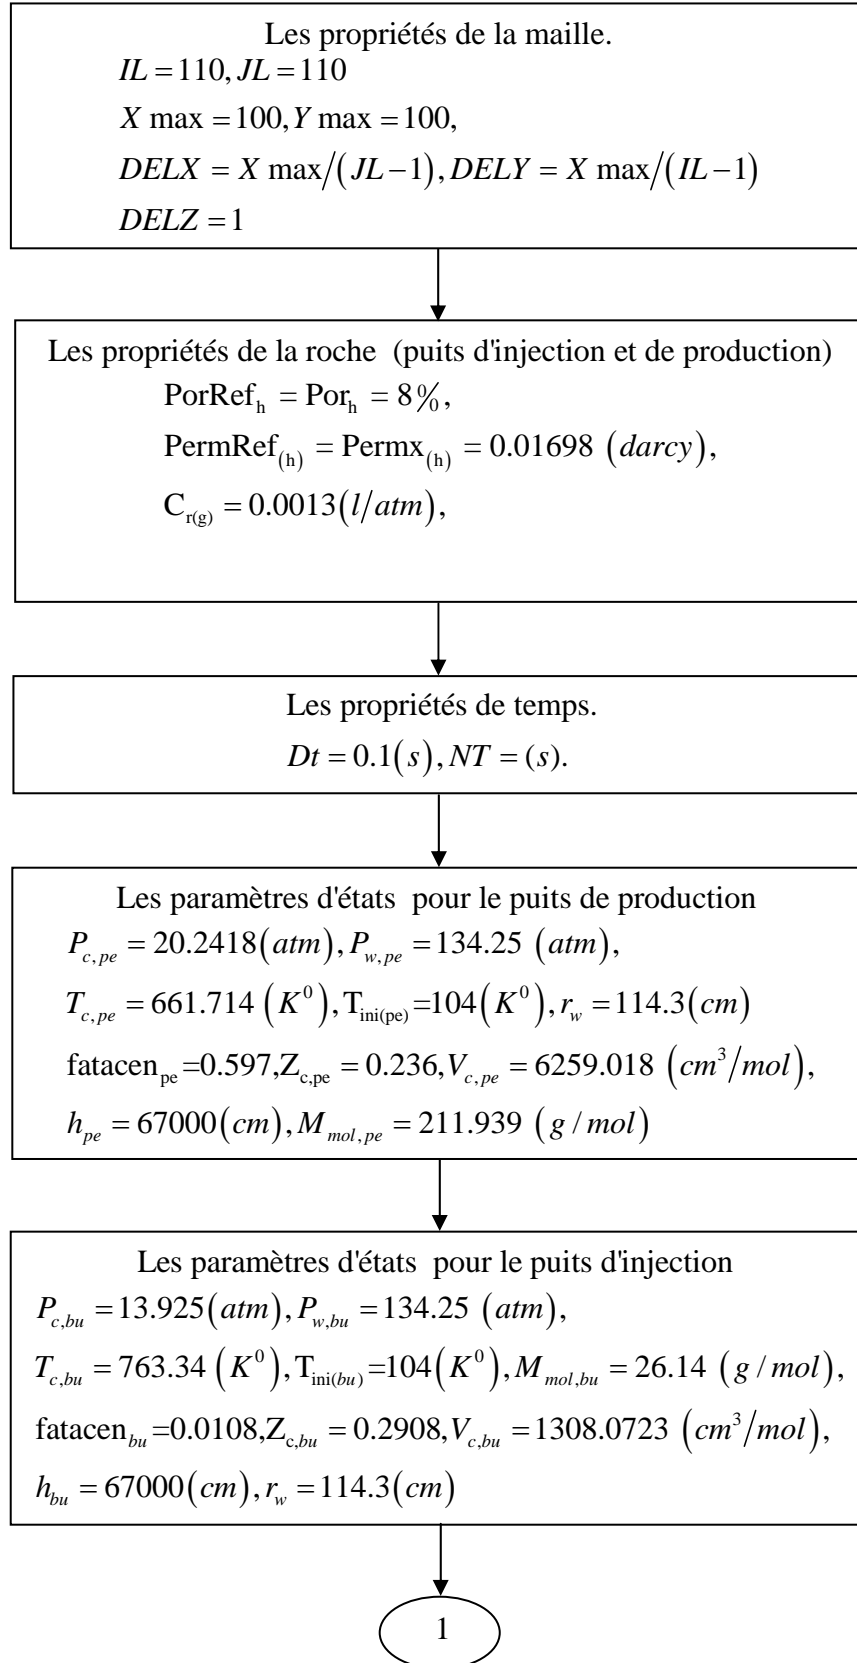 Les propriétés de la maille.
IL = 110, JL = 110
X max = 100, Y max = 100,
DELX = X max/(JL − 1), DELY = X max/(IL − 1)
DELZ = 1
Les propriétés de la roche (puits d'injection et de production)
PorRef_h = Por_h = 8%,
PermRef_(h) = Permx_(h) = 0.01698 (darcy),
C_r(g) = 0.0013(l/atm),
Les propriétés de temps.
Dt = 0.1(s), NT = (s).
Les paramètres d'états pour le puits de production
P_c,pe = 20.2418(atm), P_w,pe = 134.25 (atm),
T_c,pe = 661.714 (K^0), T_ini(pe)=104(K^0), r_w = 114.3(cm)
fatacen_pe=0.597,Z_c,pe = 0.236,V_c,pe = 6259.018 (cm^3/mol),
h_pe = 67000(cm), M_mol,pe = 211.939 (g/mol)
Les paramètres d'états pour le puits d'injection
P_c,bu = 13.925(atm), P_w,bu = 134.25 (atm),
T_c,bu = 763.34 (K^0), T_ini(bu)=104(K^0), M_mol,bu = 26.14 (g/mol),
fatacen_bu=0.0108,Z_c,bu = 0.2908,V_c,bu = 1308.0723 (cm^3/mol),
h_bu = 67000(cm), r_w = 114.3(cm)
1